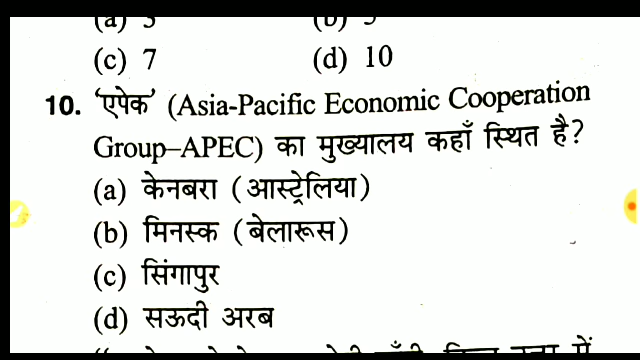 (c) 7 (d) 10
10. 'एपेक' (Asia-Pacific Economic Cooperation
Group–APEC) का मुख्यालय कहाँ स्थित है?
(a) केनबरा (आस्ट्रेलिया)
(b) मिनस्क (बेलारूस)
(c) सिंगापुर
(d) सऊदी अरब